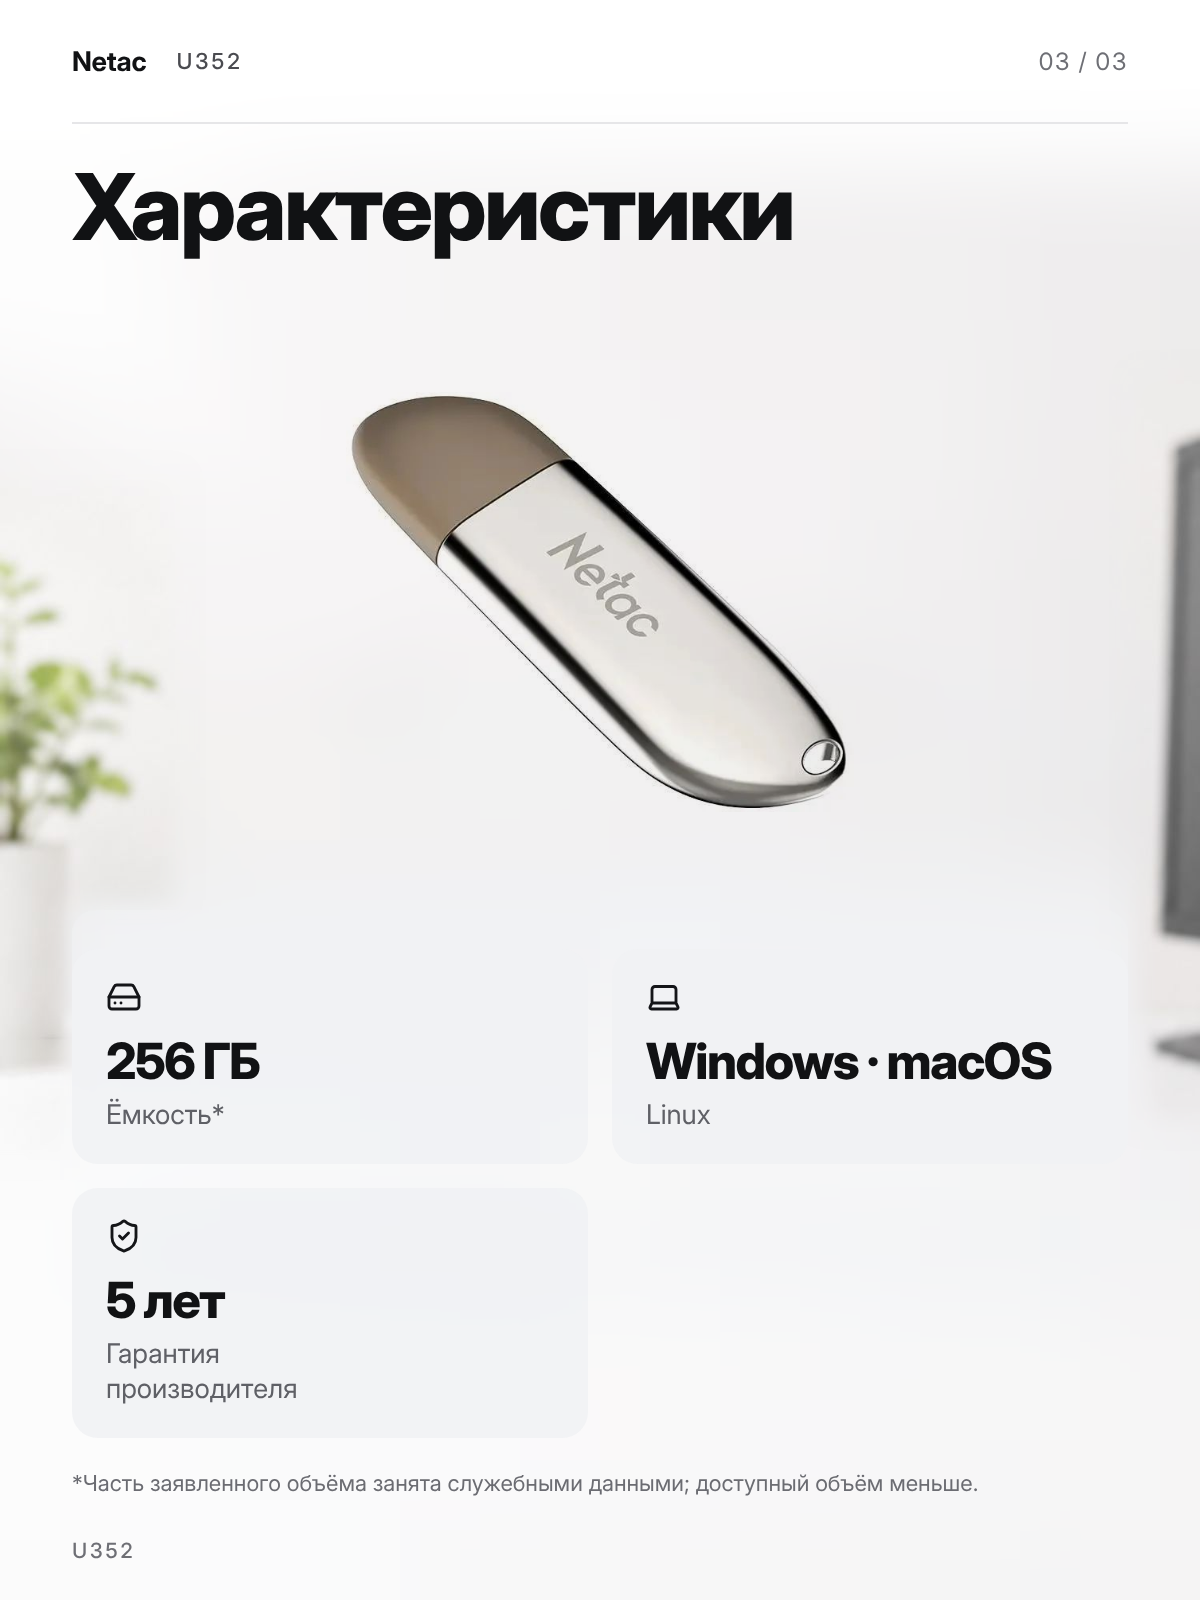 Netac U352 03 / 03
Характеристики
Netac
256 ГБ
Ёмкость*
Windows · macOS
Linux
5 лет
Гарантия
производителя
*Часть заявленного объёма занята служебными данными; доступный объём меньше.
U352